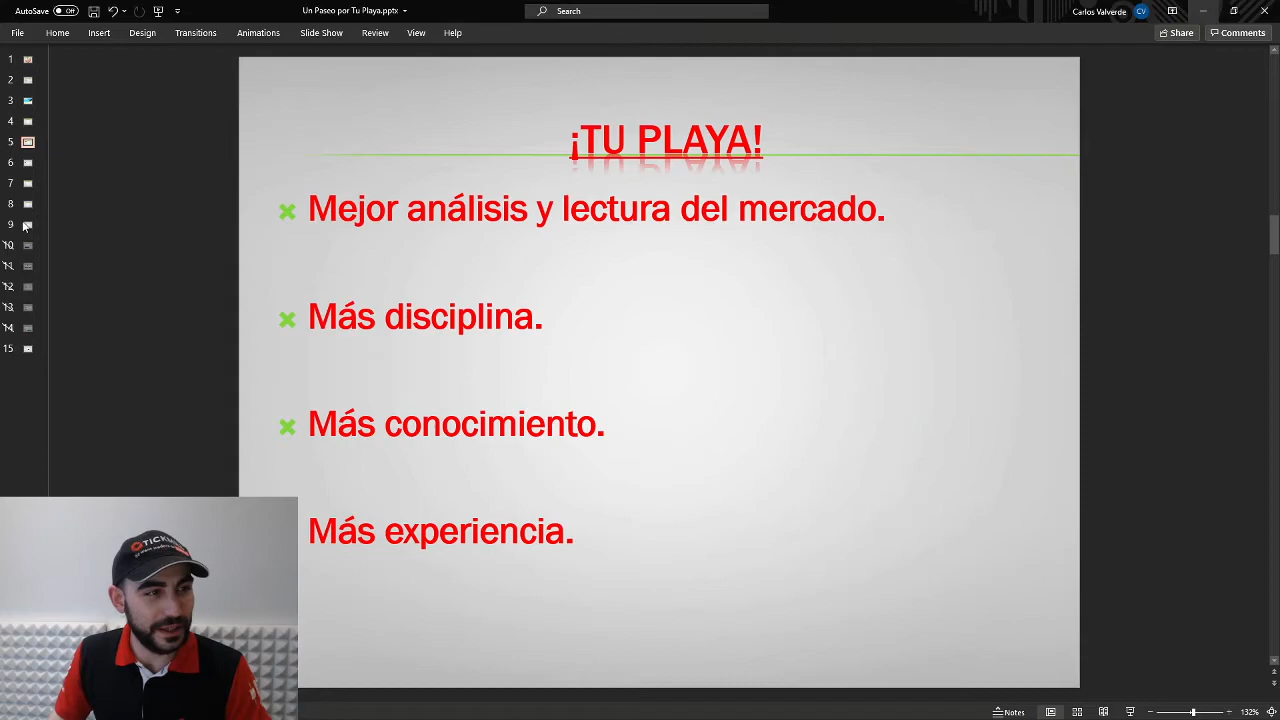 AutoSave Off
Un Paseo por Tu Playa.pptx
Search
Carlos Valverde CV
File Home Insert Design Transitions Animations Slide Show Review View Help
Share Comments
1
2
3
4
5
6
7
8
9
10
11
12
13
14
15
¡TU PLAYA!
Mejor análisis y lectura del mercado.
Más disciplina.
Más conocimiento.
Más experiencia.
Notes
132%